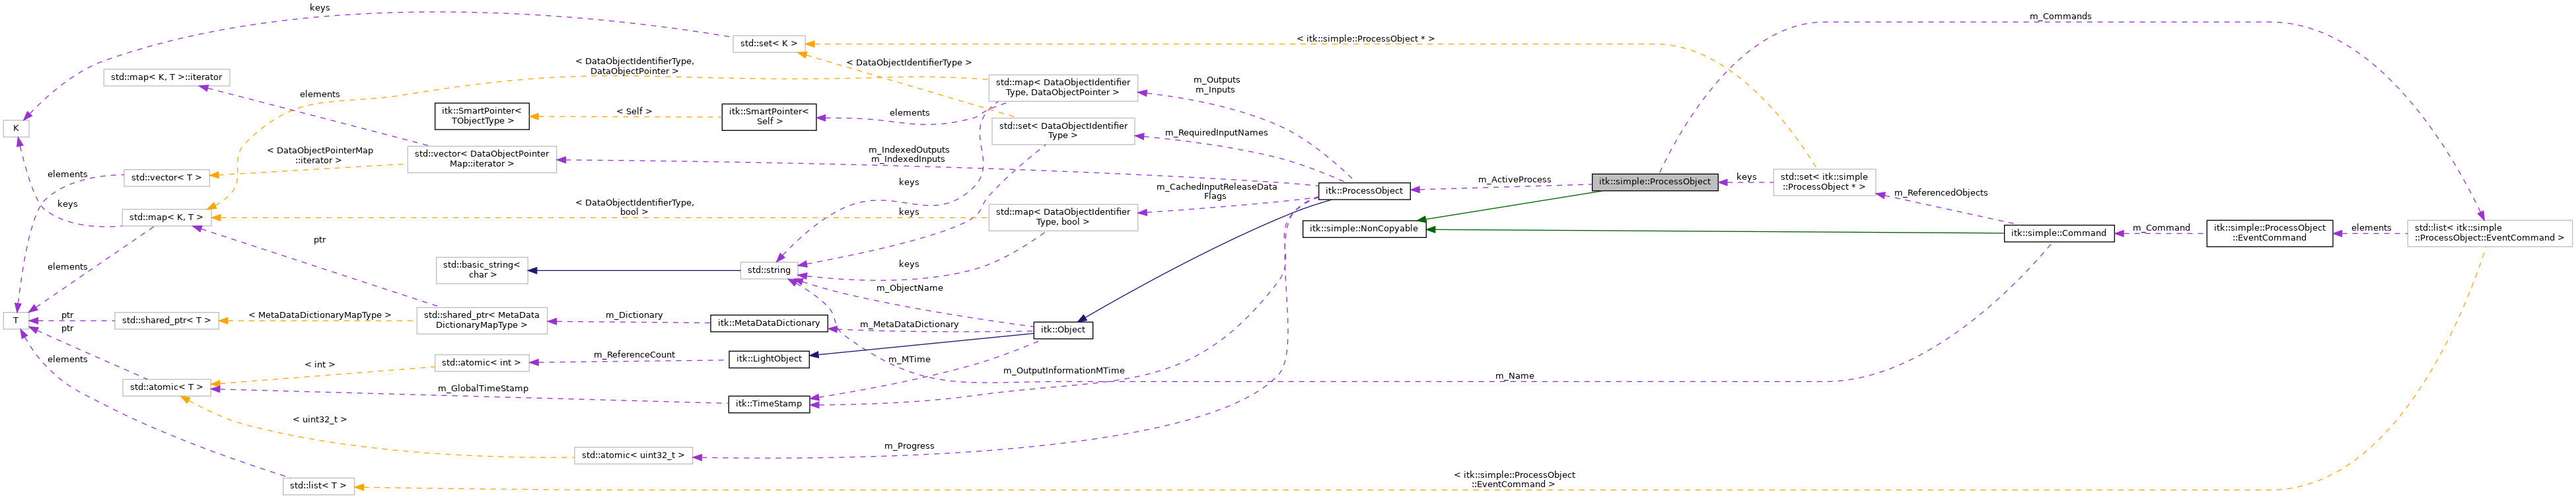 keys
m_Commands
std::set< K >
< itk::simple::ProcessObject * >
std::map< K, T >::iterator
< DataObjectIdentifierType,
DataObjectPointer >
< DataObjectIdentifierType >
elements
std::map< DataObjectIdentifier
Type, DataObjectPointer >
m_Outputs
m_Inputs
itk::SmartPointer<
TObjectType >
< Self >
itk::SmartPointer<
Self >
elements
K
std::set< DataObjectIdentifier
Type >
m_RequiredInputNames
< DataObjectPointerMap
::iterator >
std::vector< DataObjectPointer
Map::iterator >
m_IndexedOutputs
m_IndexedInputs
elements
std::vector< T >
keys
m_CachedInputReleaseData
Flags
itk::ProcessObject
m_ActiveProcess
itk::simple::ProcessObject
keys
std::set< itk::simple
::ProcessObject * >
m_ReferencedObjects
keys
std::map< K, T >
< DataObjectIdentifierType,
bool >
keys
std::map< DataObjectIdentifier
Type, bool >
itk::simple::NonCopyable
itk::simple::Command
m_Command
itk::simple::ProcessObject
::EventCommand
elements
std::list< itk::simple
::ProcessObject::EventCommand >
ptr
elements
std::basic_string<
char >
std::string
keys
m_ObjectName
T
ptr
ptr
std::shared_ptr< T >
< MetaDataDictionaryMapType >
std::shared_ptr< MetaData
DictionaryMapType >
m_Dictionary
itk::MetaDataDictionary
m_MetaDataDictionary
itk::Object
elements
< int >
std::atomic< int >
m_ReferenceCount
itk::LightObject
m_MTime
m_OutputInformationMTime
m_Name
std::atomic< T >
m_GlobalTimeStamp
itk::TimeStamp
< uint32_t >
std::atomic< uint32_t >
m_Progress
std::list< T >
< itk::simple::ProcessObject
::EventCommand >